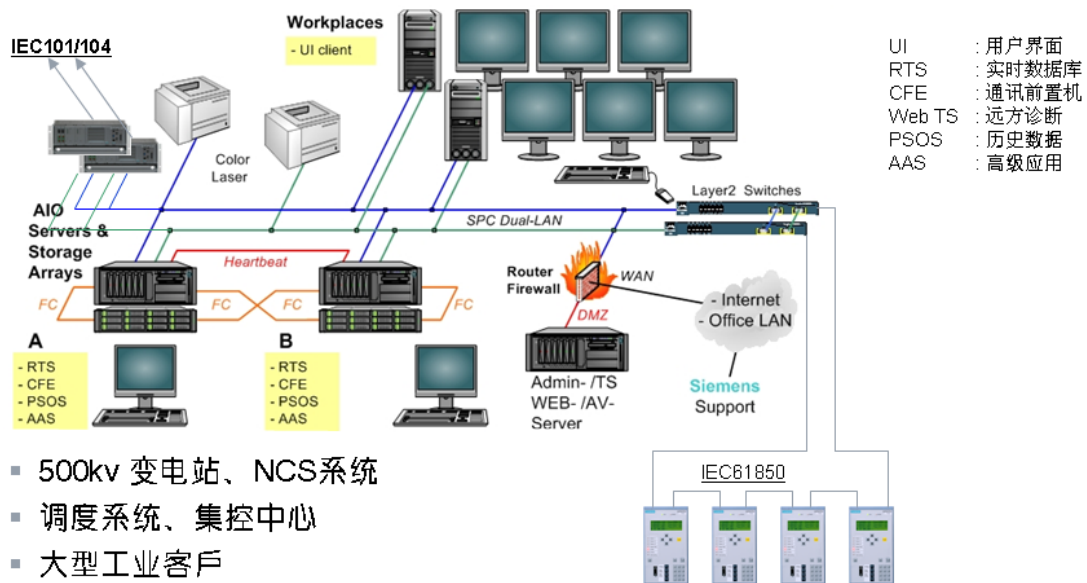 Workplaces
- UI client
IEC101/104
UI : 用户界面
RTS : 实时数据库
CFE : 通讯前置机
Web TS : 远方诊断
PSOS : 历史数据
AAS : 高级应用
Color
Laser
Layer2 Switches
SPC Dual-LAN
AIO
Servers &
Storage
Arrays
Heartbeat
Router
Firewall
WAN
FC
FC
FC
FC
DMZ
- Internet
- Office LAN
A
- RTS
- CFE
- PSOS
- AAS
B
- RTS
- CFE
- PSOS
- AAS
Admin- /TS
WEB- /AV-
Server
Siemens
Support
IEC61850
▪ 500kv 变电站、NCS系统
▪ 调度系统、集控中心
▪ 大型工业客户